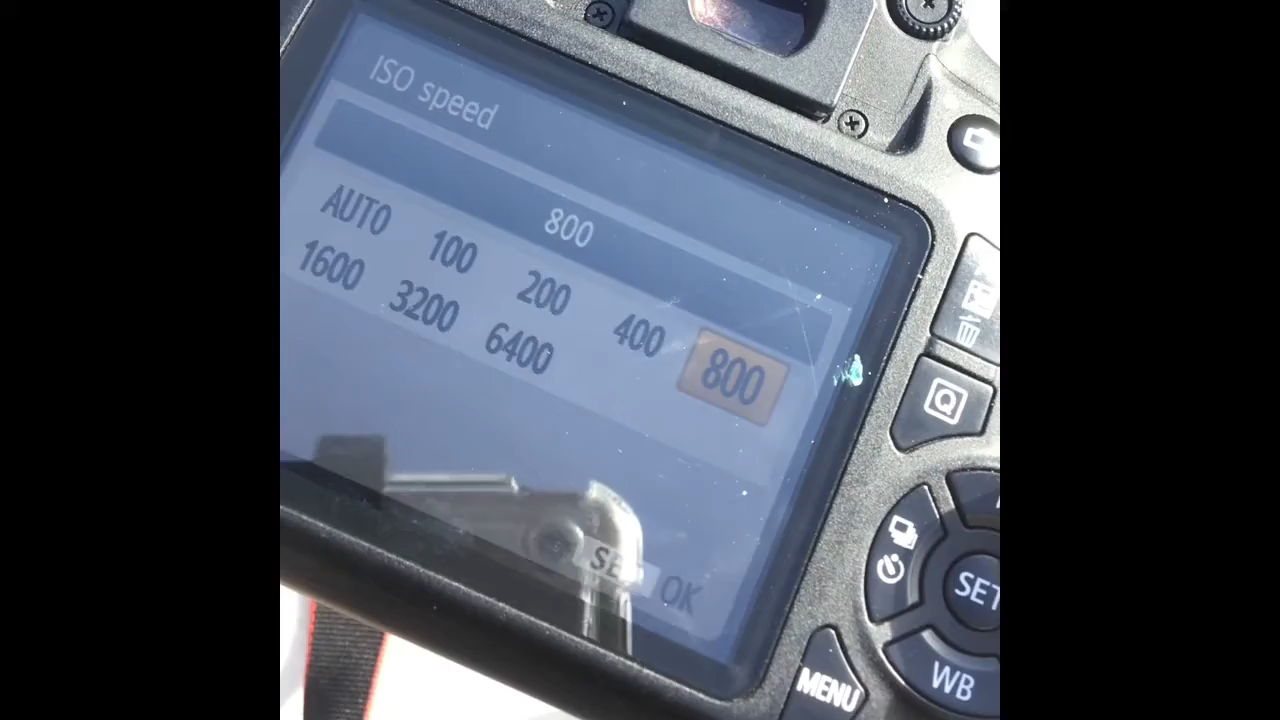 ISO speed
800
AUTO 100 200 400 800
1600 3200 6400
SET OK
Q
SET
WB
MENU